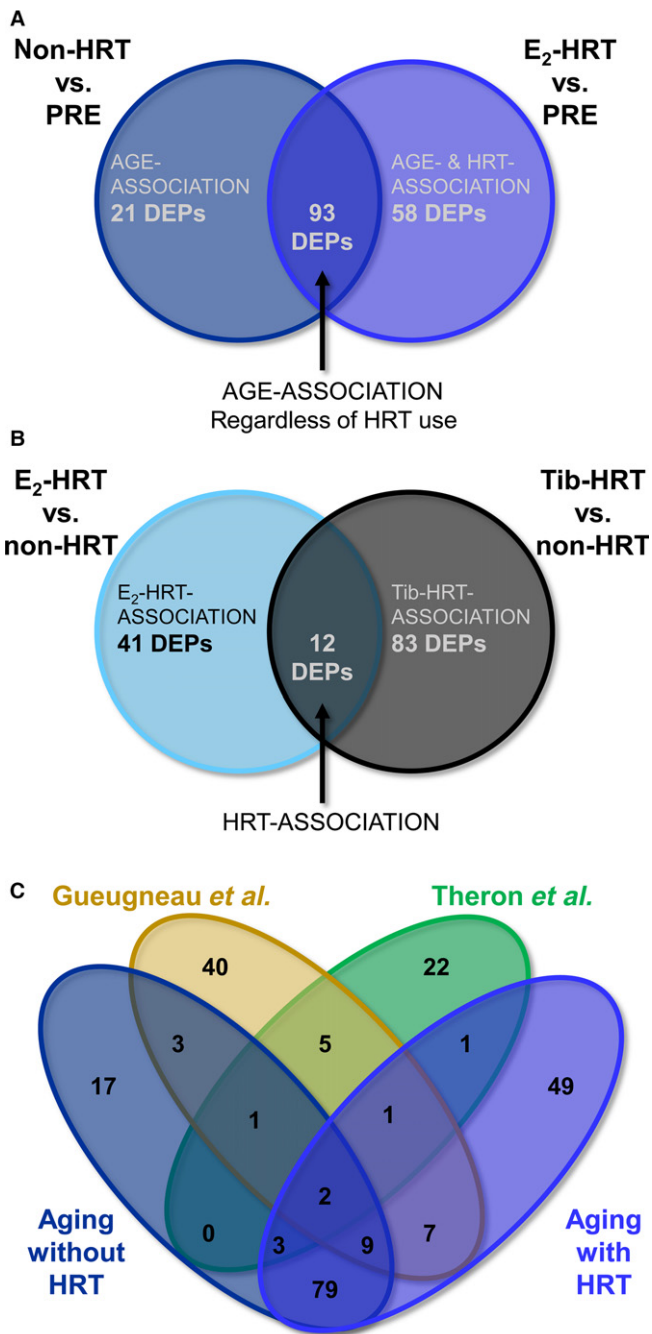 A
Non-HRT
vs.
PRE
E₂-HRT
vs.
PRE
AGE-
ASSOCIATION
21 DEPs
93
DEPs
AGE- & HRT-
ASSOCIATION
58 DEPs
AGE-ASSOCIATION
Regardless of HRT use
B
E₂-HRT
vs.
non-HRT
Tib-HRT
vs.
non-HRT
E₂-HRT-
ASSOCIATION
41 DEPs
12
DEPs
Tib-HRT-
ASSOCIATION
83 DEPs
HRT-ASSOCIATION
C
Gueugneau et al.
Theron et al.
40
22
3
5
1
17
49
1
1
2
0
3
9
7
79
Aging
without
HRT
Aging
with
HRT